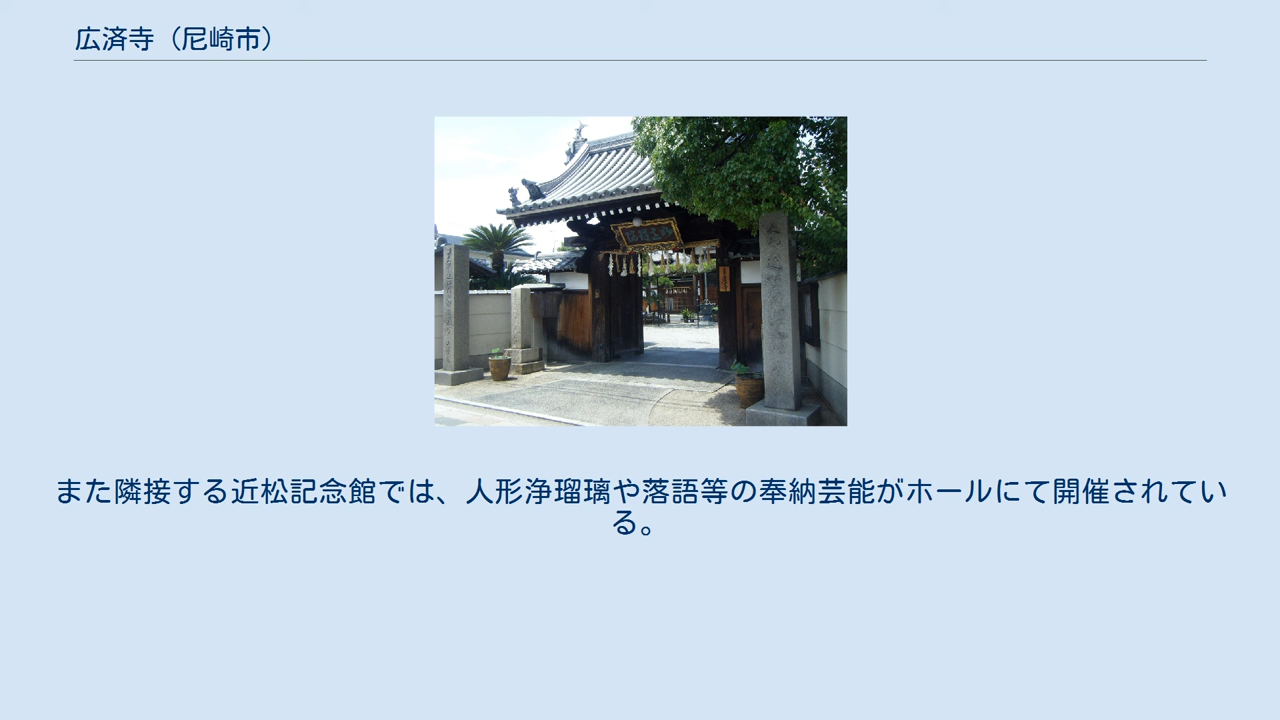 広済寺（尼崎市）
また隣接する近松記念館では、人形浄瑠璃や落語等の奉納芸能がホールにて開催されてい
る。